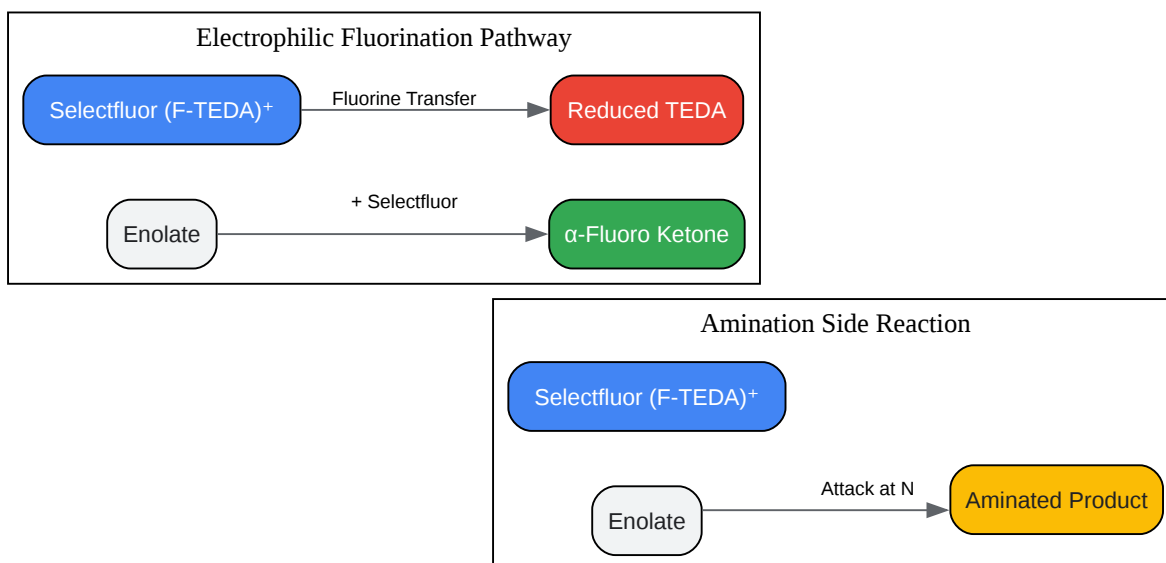 Electrophilic Fluorination Pathway
Selectfluor (F-TEDA)⁺
Fluorine Transfer
Reduced TEDA
Enolate
+ Selectfluor
α-Fluoro Ketone
Amination Side Reaction
Selectfluor (F-TEDA)⁺
Enolate
Attack at N
Aminated Product